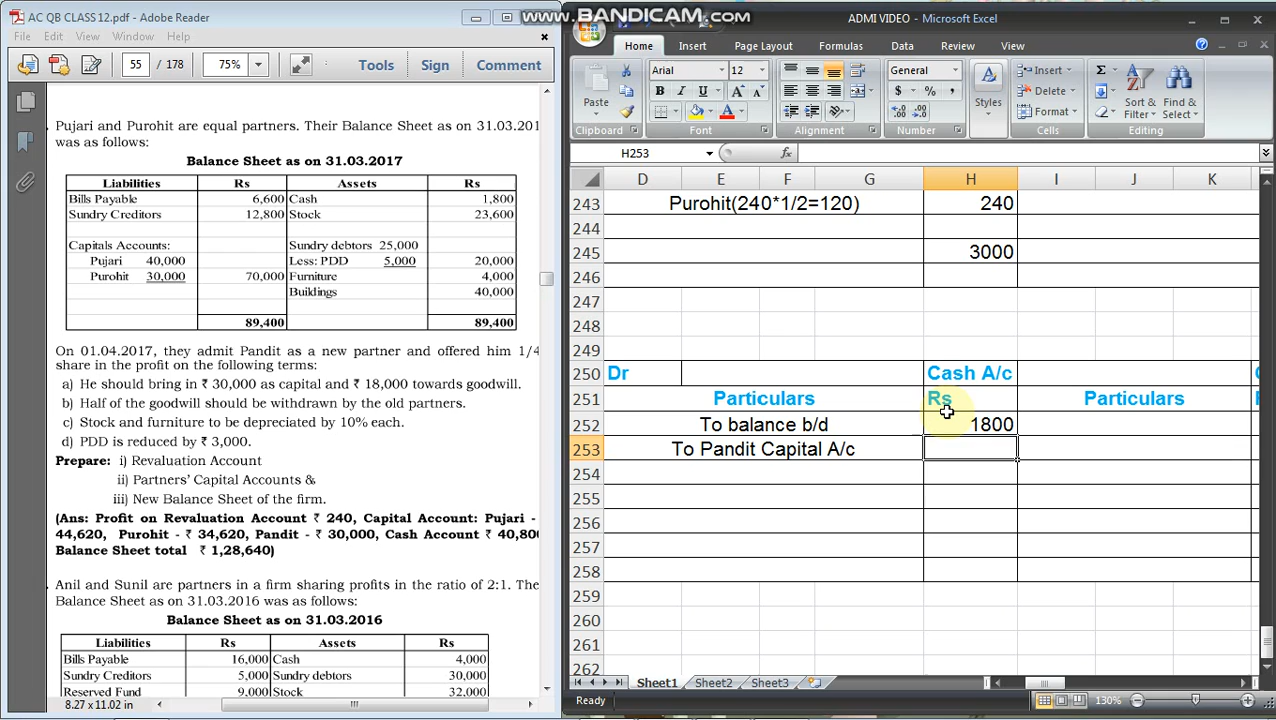 AC QB CLASS 12.pdf - Adobe Reader
www.BANDICAM.com
ADMI VIDEO - Microsoft Excel
File Edit View Window Help
55 / 178 75% Tools Sign Comment
Home Insert Page Layout Formulas Data Review View
Paste Arial 12 General Styles Insert Delete Format Sort & Filter Find & Select
Clipboard Font Alignment Number Cells Editing
H253 fx
Pujari and Purohit are equal partners. Their Balance Sheet as on 31.03.201
was as follows:
Balance Sheet as on 31.03.2017
Liabilities Rs Assets Rs
Bills Payable 6,600 Cash 1,800
Sundry Creditors 12,800 Stock 23,600
Capitals Accounts: Sundry debtors 25,000
Pujari 40,000 Less: PDD 5,000 20,000
Purohit 30,000 70,000 Furniture 4,000
Buildings 40,000
89,400 89,400
On 01.04.2017, they admit Pandit as a new partner and offered him 1/4
share in the profit on the following terms:
a) He should bring in ₹ 30,000 as capital and ₹ 18,000 towards goodwill.
b) Half of the goodwill should be withdrawn by the old partners.
c) Stock and furniture to be depreciated by 10% each.
d) PDD is reduced by ₹ 3,000.
Prepare: i) Revaluation Account
ii) Partners' Capital Accounts &
iii) New Balance Sheet of the firm.
(Ans: Profit on Revaluation Account ₹ 240, Capital Account: Pujari -
44,620, Purohit - ₹ 34,620, Pandit - ₹ 30,000, Cash Account ₹ 40,800
Balance Sheet total ₹ 1,28,640)
Anil and Sunil are partners in a firm sharing profits in the ratio of 2:1. The
Balance Sheet as on 31.03.2016 was as follows:
Balance Sheet as on 31.03.2016
Liabilities Rs Assets Rs
Bills Payable 16,000 Cash 4,000
Sundry Creditors 5,000 Sundry debtors 30,000
Reserved Fund 9,000 Stock 32,000
8.27 x 11.02 in
D E F G H I J K
243 Purohit(240*1/2=120) 240
244
245 3000
246
247
248
249
250 Dr Cash A/c
251 Particulars Rs Particulars
252 To balance b/d 1800
253 To Pandit Capital A/c
254
255
256
257
258
259
260
261
262
Sheet1 Sheet2 Sheet3
Ready 130%